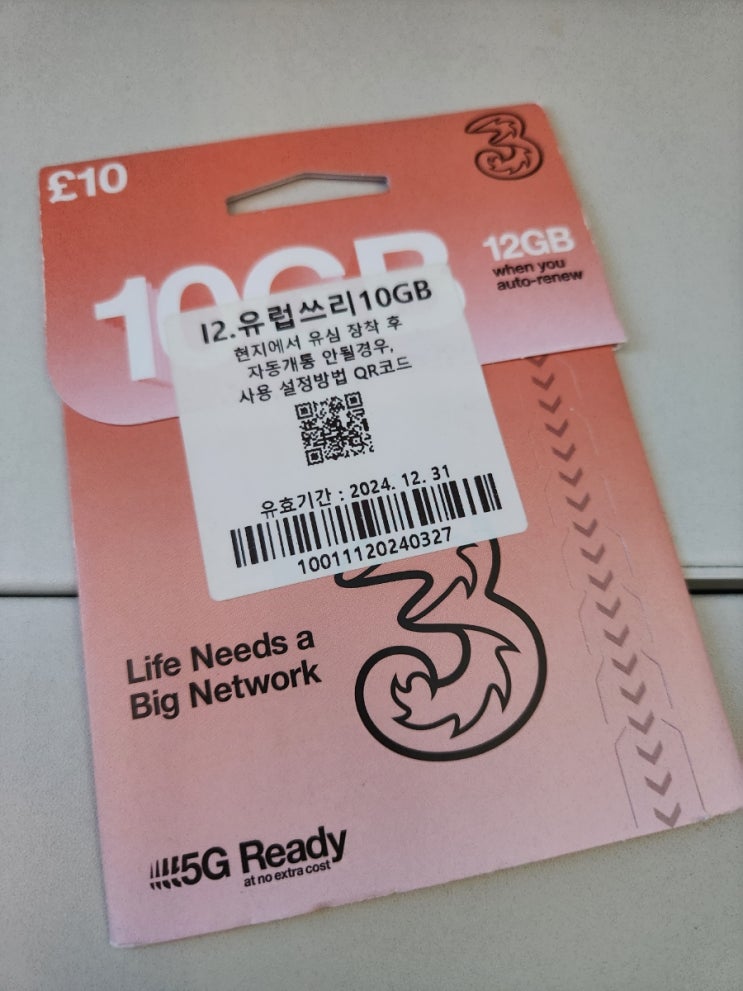 £10
10GB
12GB
when you
auto-renew
I2.유럽쓰리10GB
현지에서 유심 장착 후
자동개통 안될경우,
사용 설정방법 QR코드
유효기간 : 2024. 12. 31
10011120240327
Life Needs a
Big Network
5G Ready
at no extra cost